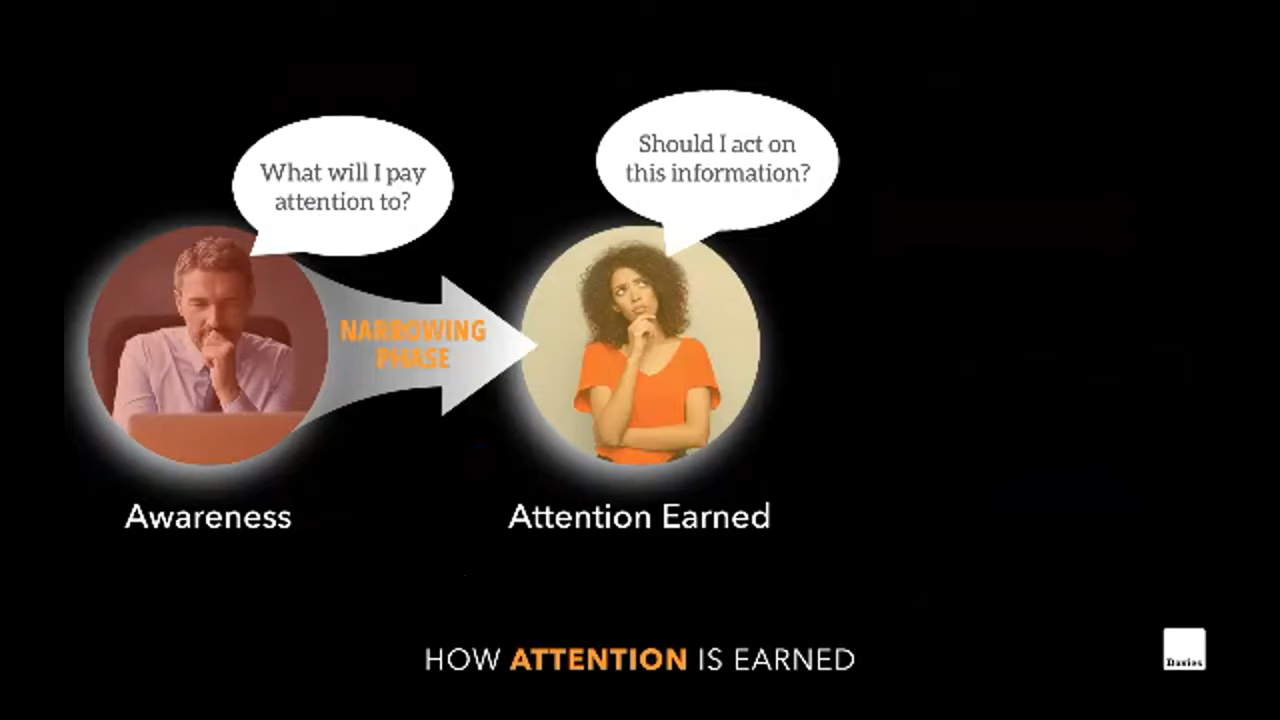 What will I pay
attention to?
Should I act on
this information?
NARROWING
PHASE
Awareness
Attention Earned
HOW ATTENTION IS EARNED
Davies